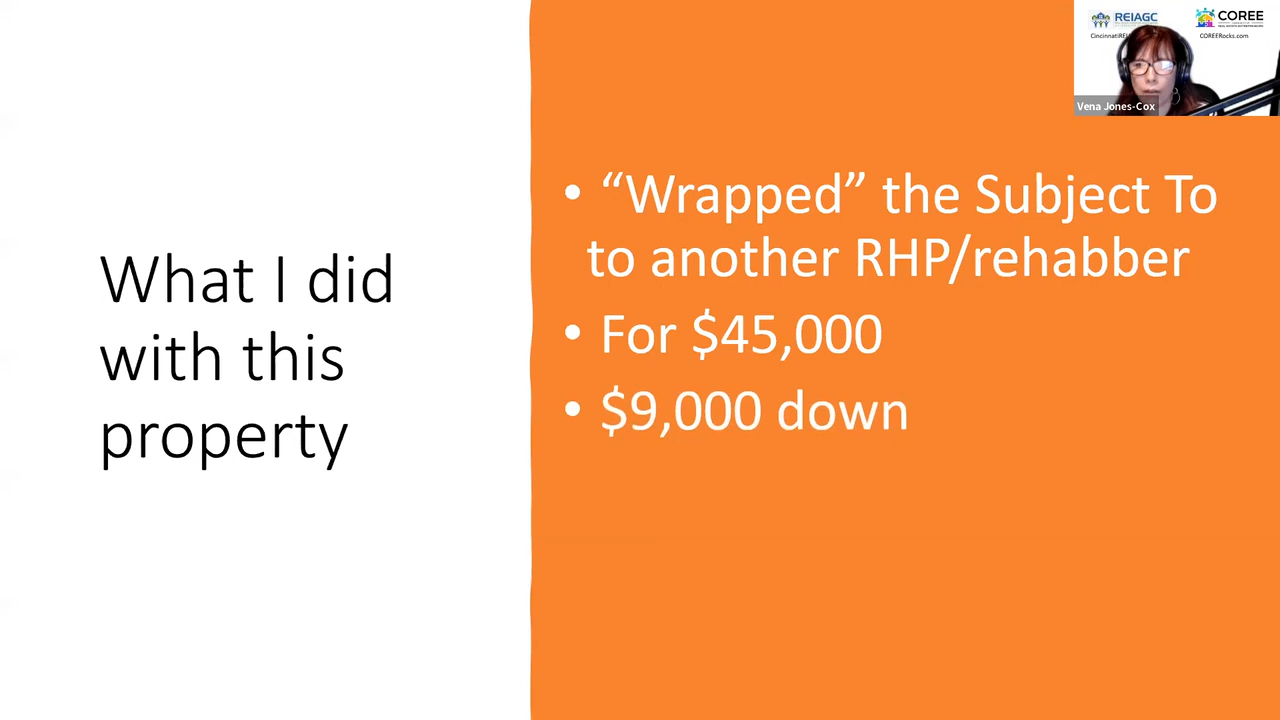 REIAGC
COREE
COREERocks.com
Vena Jones-Cox
What I did
with this
property
• “Wrapped” the Subject To
to another RHP/rehabber
• For $45,000
• $9,000 down